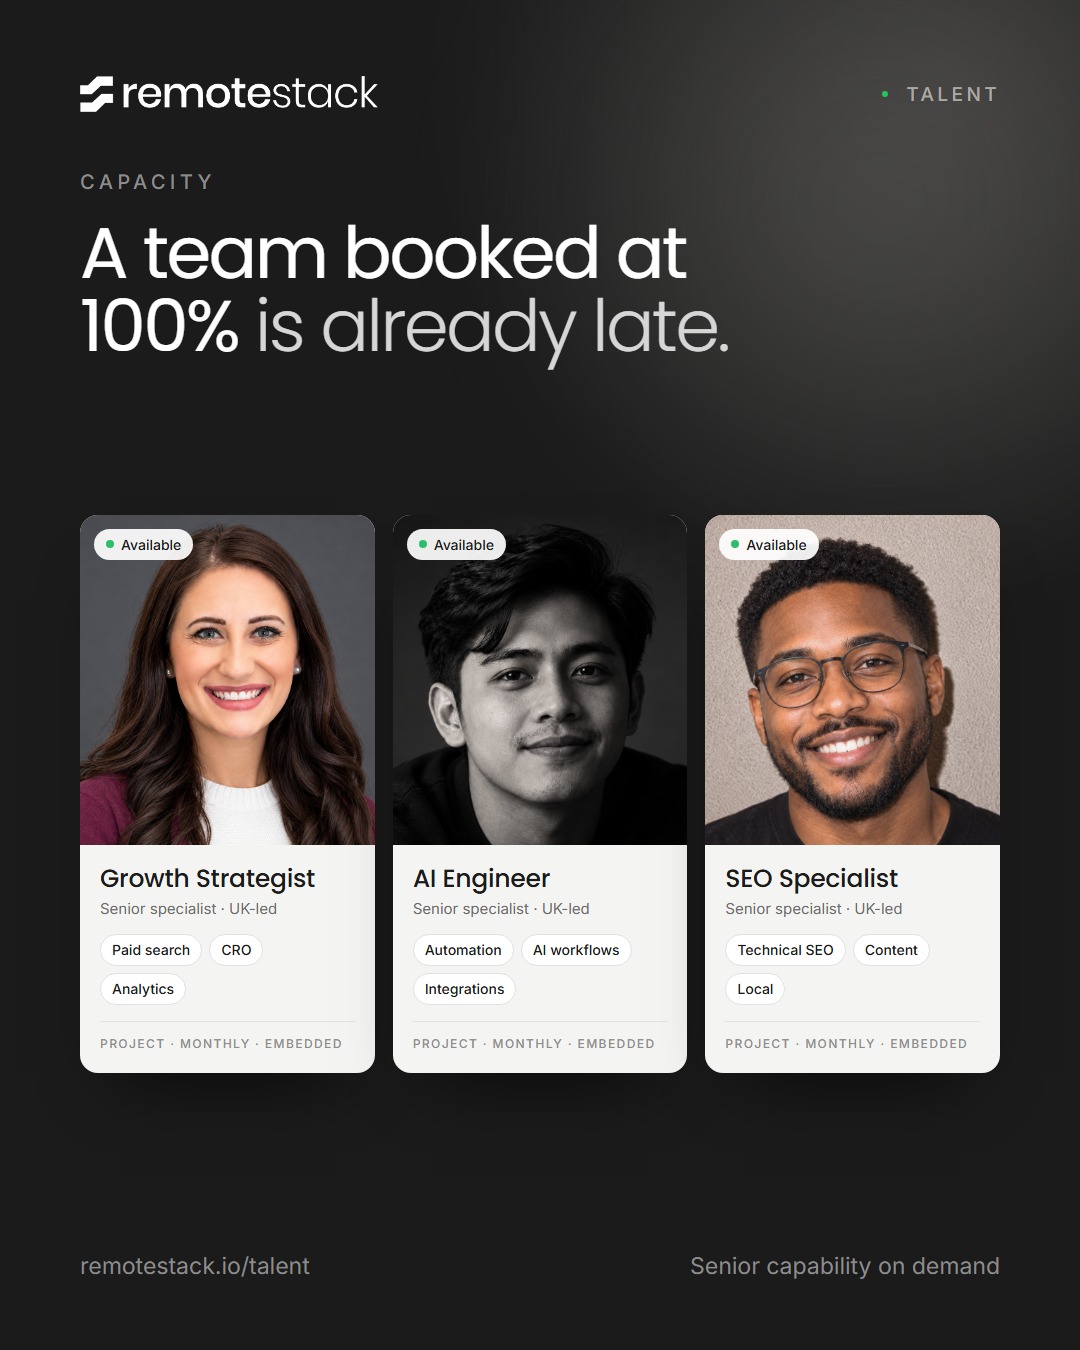 remotestack
TALENT
CAPACITY
A team booked at
100% is already late.
Available
Available
Available
Growth Strategist
Senior specialist · UK-led
Paid search
CRO
Analytics
PROJECT · MONTHLY · EMBEDDED
AI Engineer
Senior specialist · UK-led
Automation
AI workflows
Integrations
PROJECT · MONTHLY · EMBEDDED
SEO Specialist
Senior specialist · UK-led
Technical SEO
Content
Local
PROJECT · MONTHLY · EMBEDDED
remotestack.io/talent
Senior capability on demand